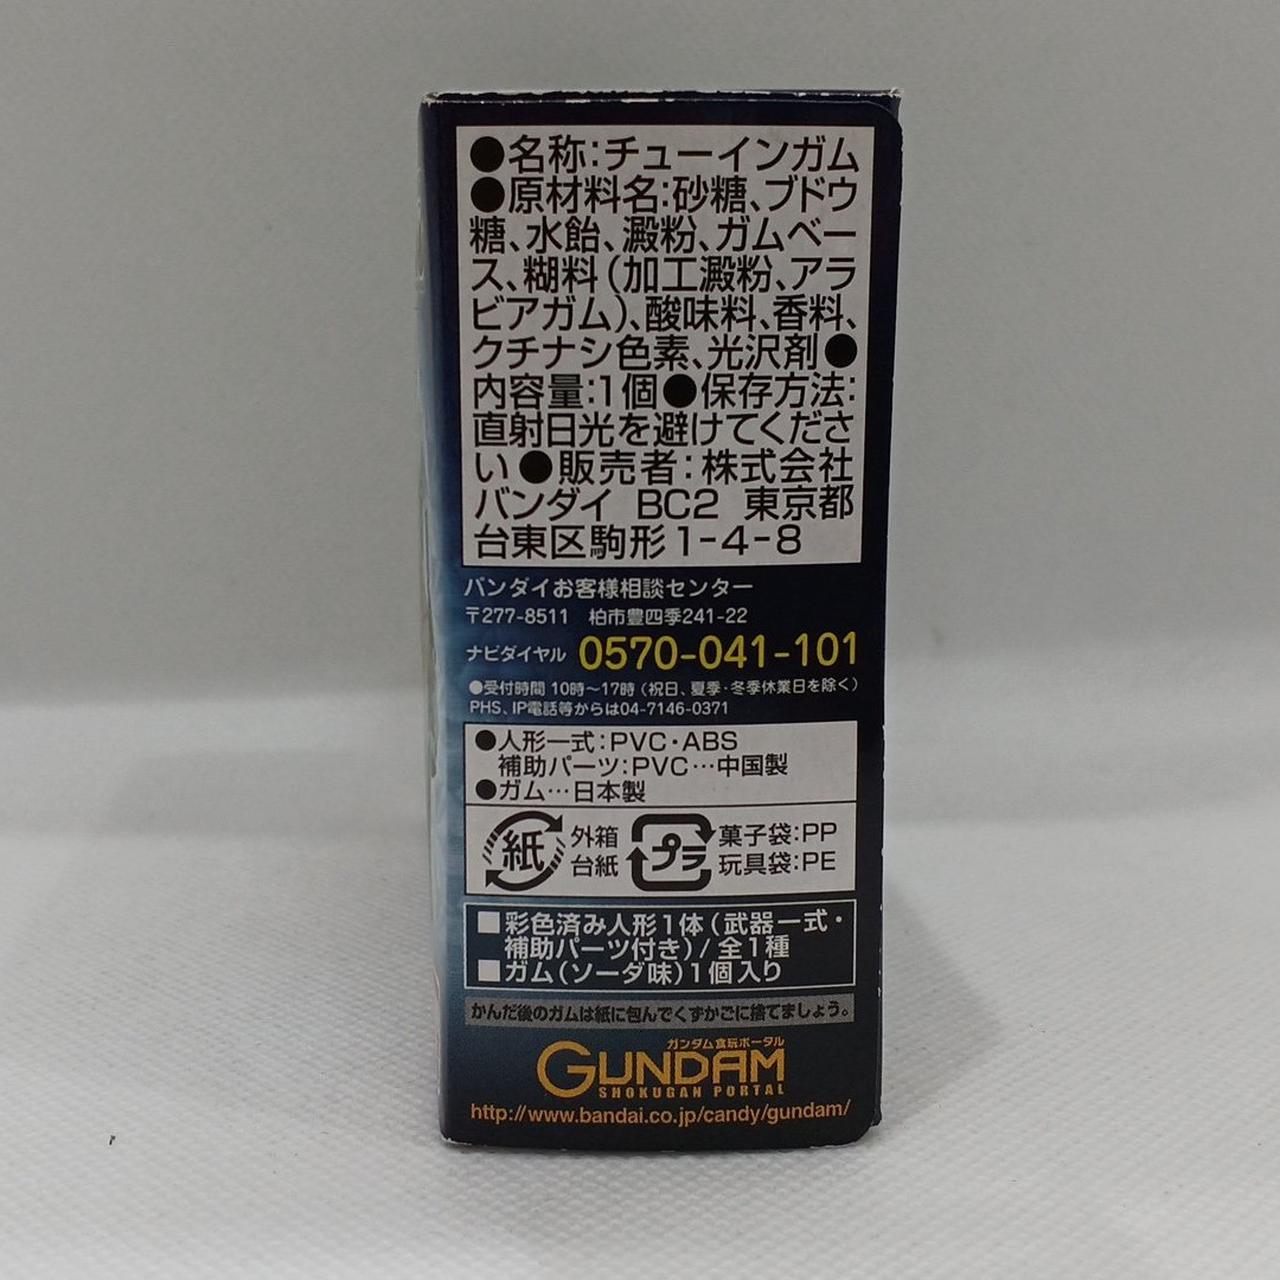 ●名称:チューインガム
●原材料名:砂糖、ブドウ
糖、水飴、澱粉、ガムベー
ス、糊料(加工澱粉、アラ
ビアガム)、酸味料、香料、
クチナシ色素、光沢剤●
内容量:1個●保存方法:
直射日光を避けてくださ
い●販売者:株式会社
バンダイ BC2 東京都
台東区駒形1-4-8
バンダイお客様相談センター
〒277-8511 柏市豊四季241-22
ナビダイヤル 0570-041-101
●受付時間 10時～17時(祝日、夏季・冬季休業日を除く)
PHS、IP電話等からは04-7146-0371
●人形一式:PVC・ABS
補助パーツ:PVC…中国製
●ガム…日本製
紙 外箱 プラ 菓子袋:PP
台紙 玩具袋:PE
■彩色済み人形1体(武器一式・
補助パーツ付き)/全1種
■ガム(ソーダ味)1個入り
かんだ後のガムは紙に包んでくずかごに捨てましょう。
ガンダム食玩ポータル
GUNDAM
SHOKUGAN PORTAL
http://www.bandai.co.jp/candy/gundam/